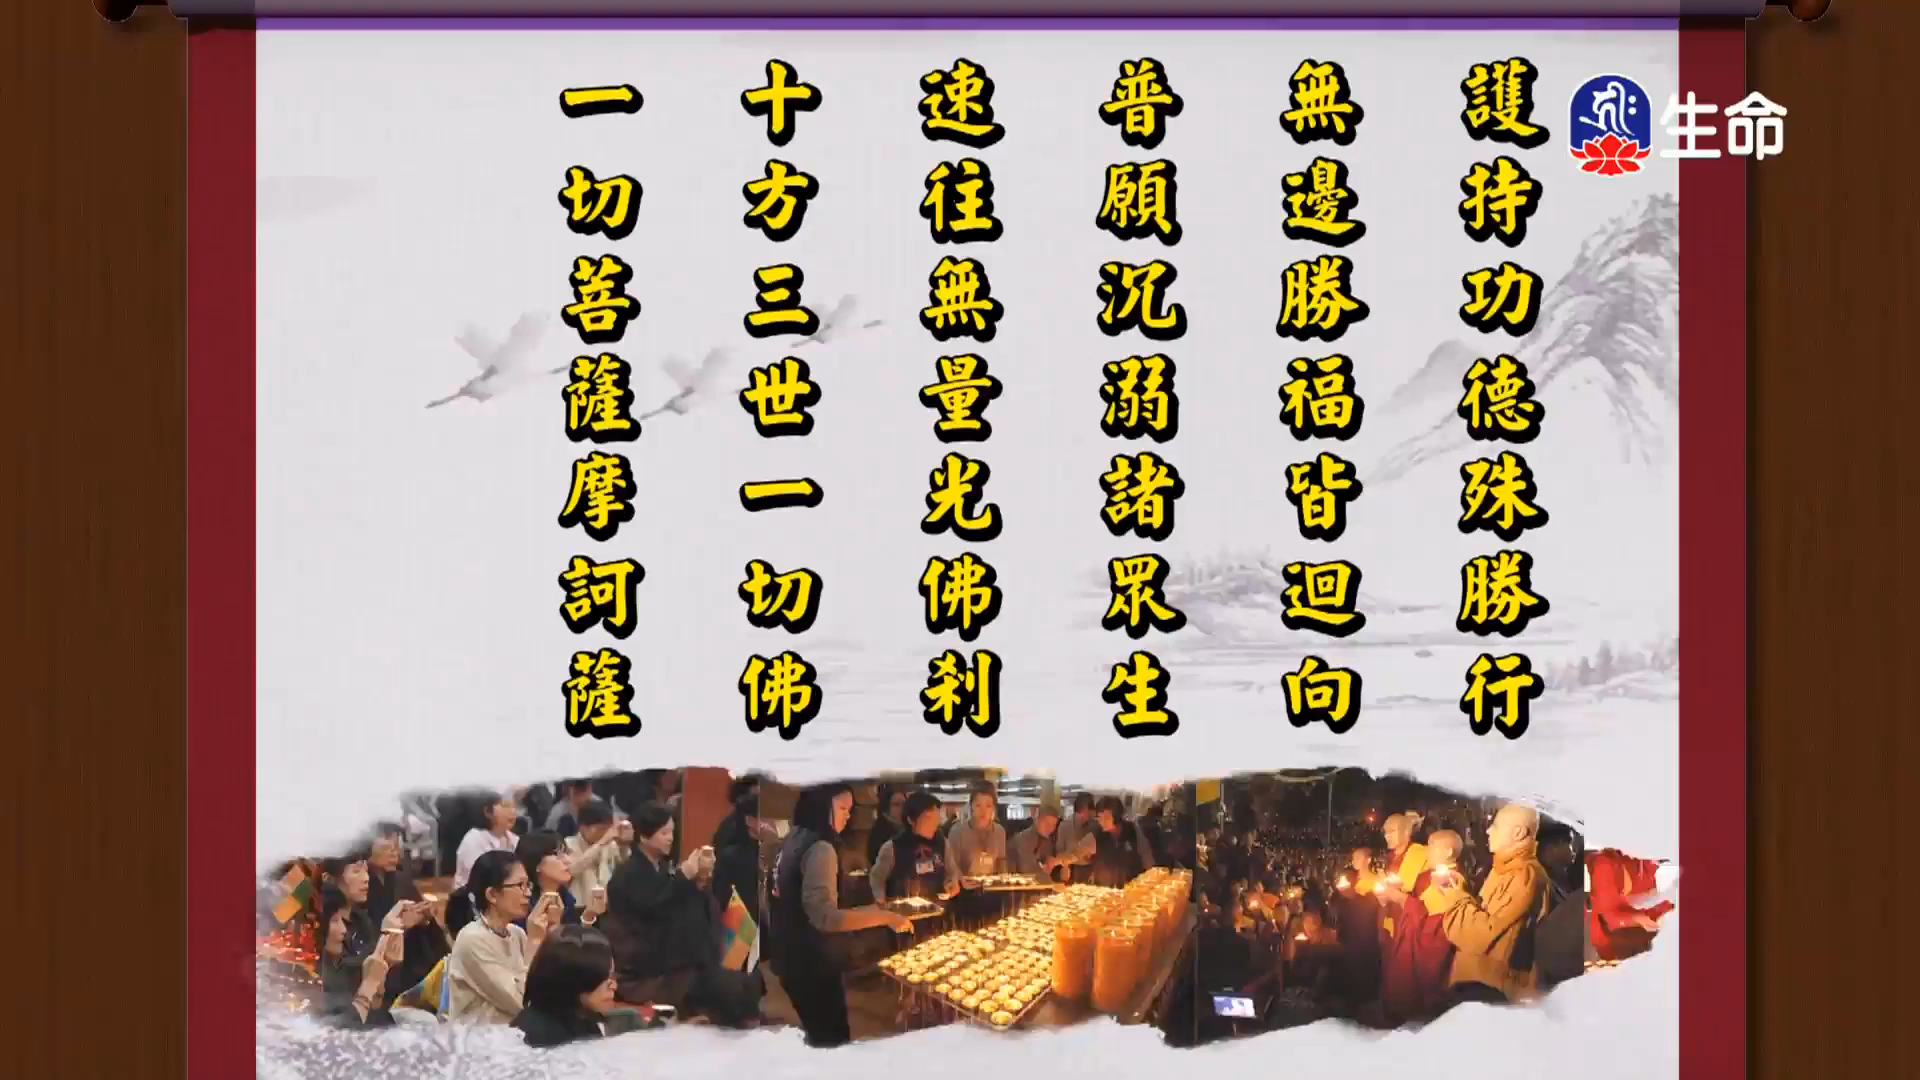 護持功德殊勝行
無邊勝福皆迴向
普願沉溺諸眾生
速往無量光佛剎
十方三世一切佛
一切菩薩摩訶薩
生命